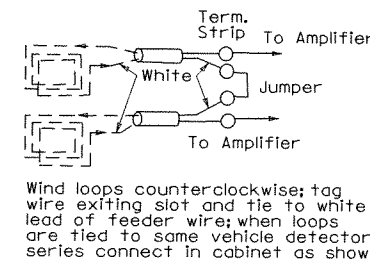 Term.
Strip
To Amplifier
White
Jumper
To Amplifier
Wind loops counterclockwise; tag
wire exiting slot and tie to white
lead of feeder wire; when loops
are tied to same vehicle detector
series connect in cabinet as show